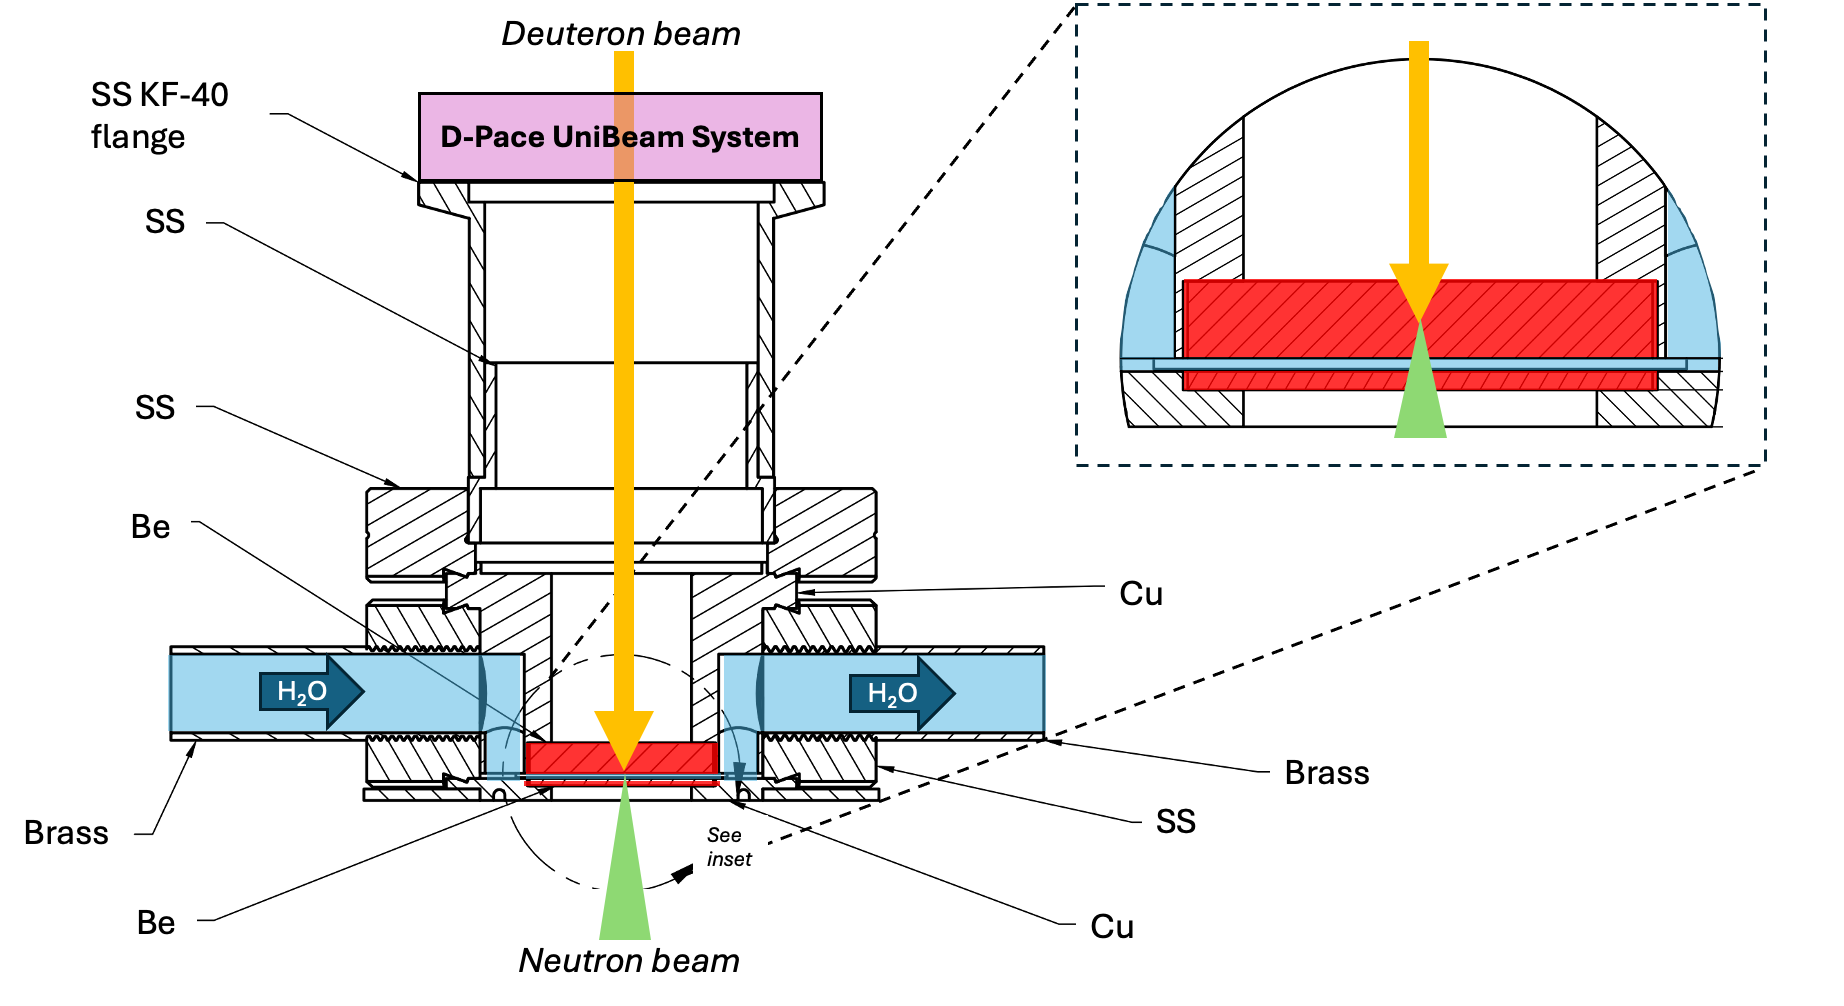 Deuteron beam
SS KF-40
flange
D-Pace UniBeam System
SS
SS
Be
Cu
H₂O
H₂O
Brass
Brass
SS
See
inset
Be
Cu
Neutron beam